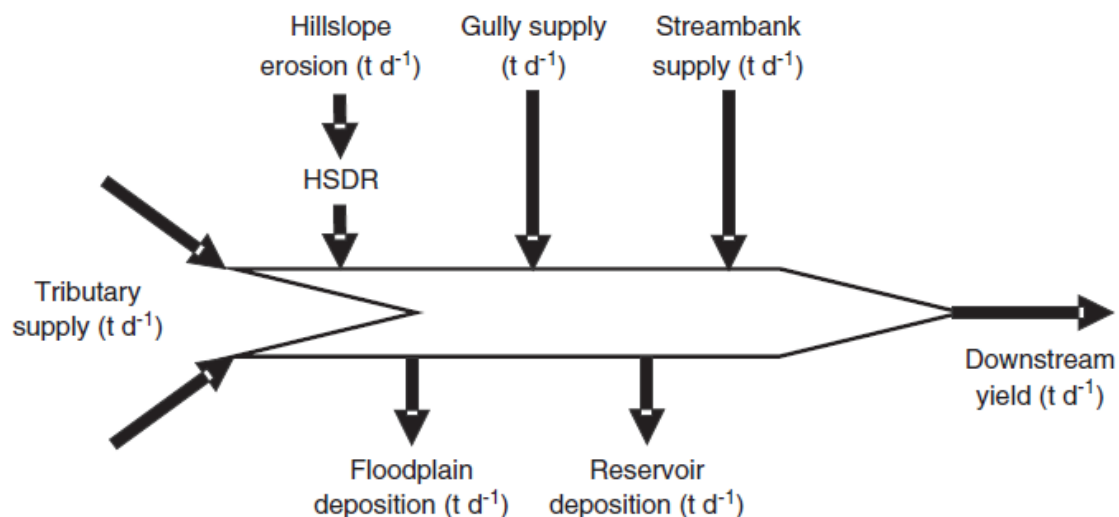 Hillslope
erosion (t d⁻¹)
Gully supply
(t d⁻¹)
Streambank
supply (t d⁻¹)
HSDR
Tributary
supply (t d⁻¹)
Downstream
yield (t d⁻¹)
Floodplain
deposition (t d⁻¹)
Reservoir
deposition (t d⁻¹)